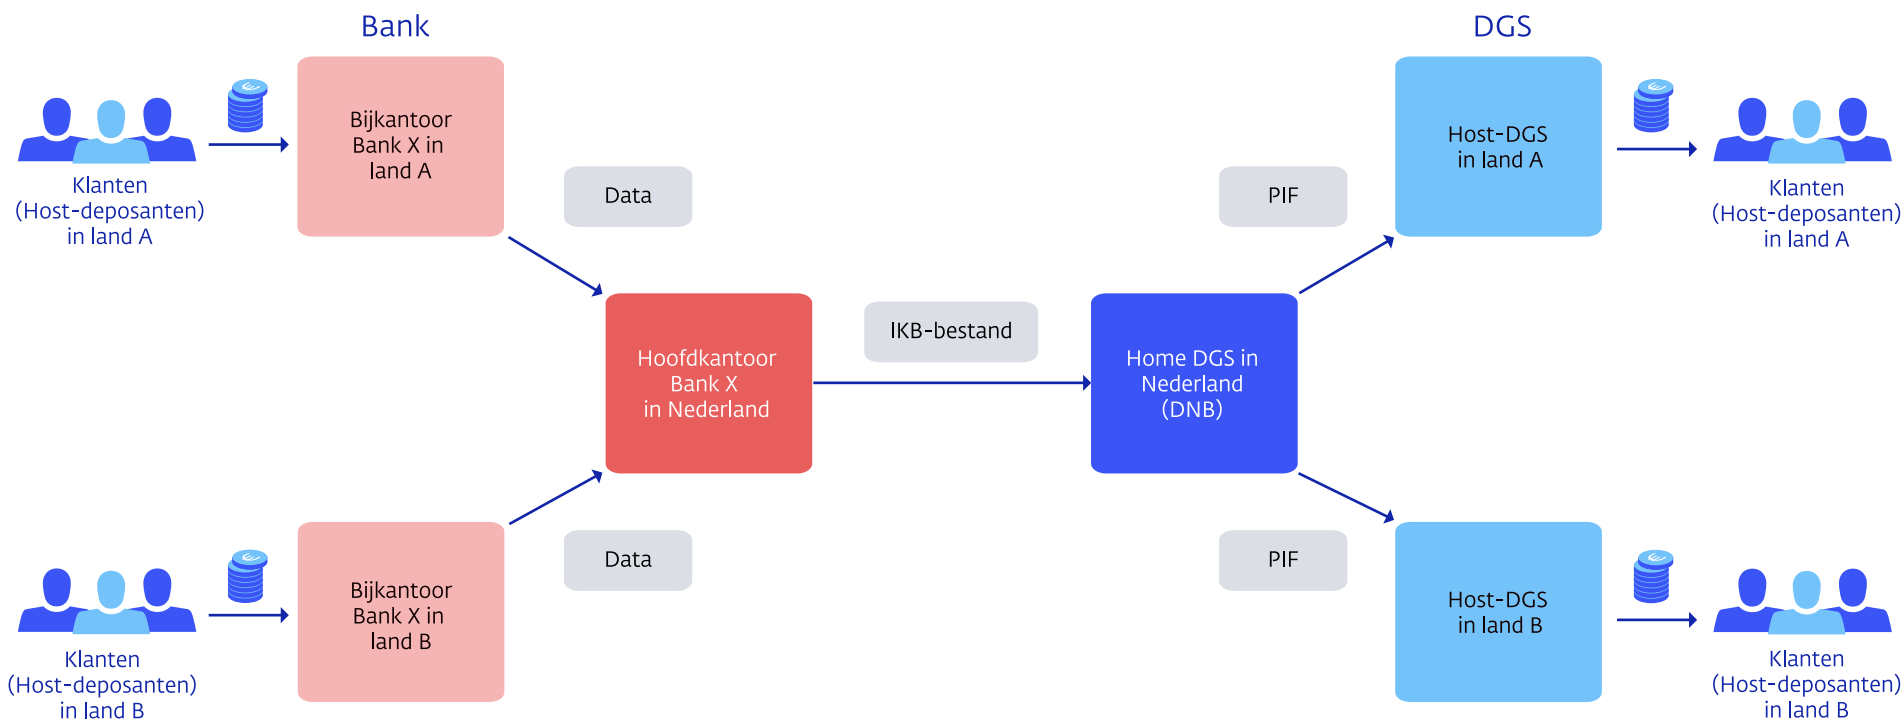 Bank
DGS
Klanten
(Host-deposanten)
in land A
Bijkantoor
Bank X in
land A
Data
PIF
Host-DGS
in land A
Klanten
(Host-deposanten)
in land A
Hoofdkantoor
Bank X
in Nederland
IKB-bestand
Home DGS in
Nederland
(DNB)
Klanten
(Host-deposanten)
in land B
Bijkantoor
Bank X in
land B
Data
PIF
Host-DGS
in land B
Klanten
(Host-deposanten)
in land B